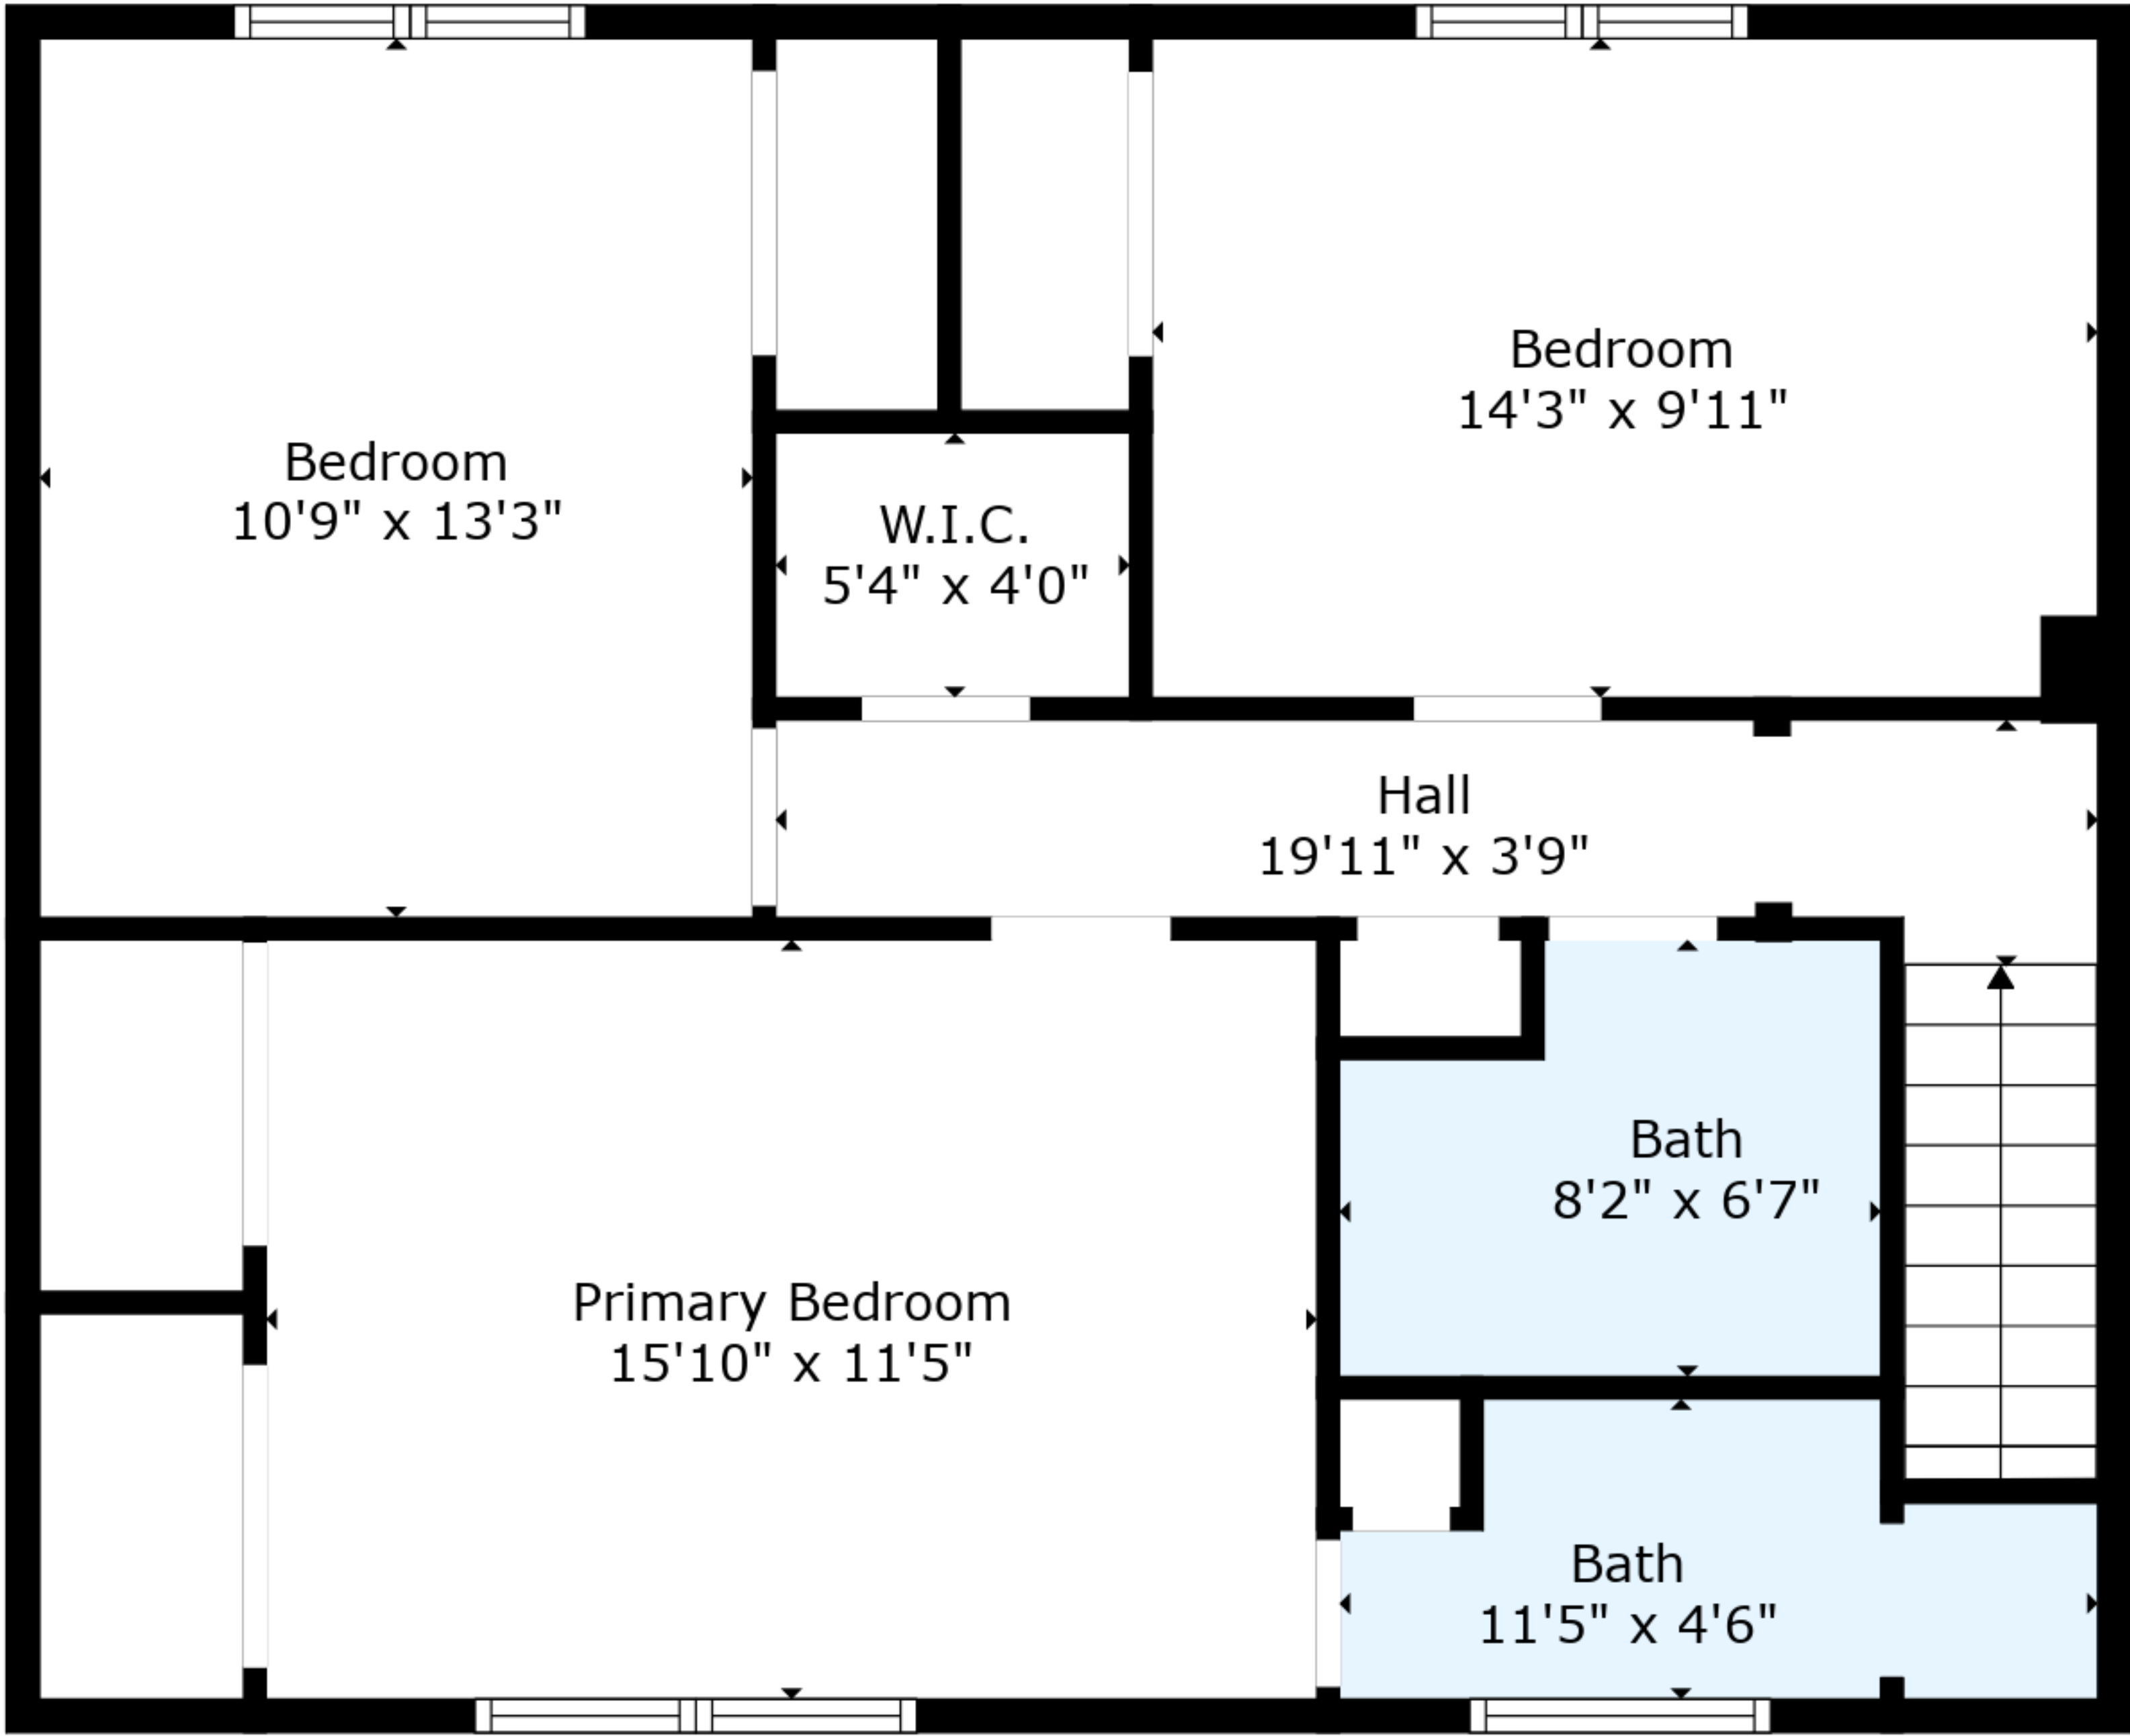 Bedroom
10'9" x 13'3"
W.I.C.
5'4" x 4'0"
Bedroom
14'3" x 9'11"
Hall
19'11" x 3'9"
Primary Bedroom
15'10" x 11'5"
Bath
8'2" x 6'7"
Bath
11'5" x 4'6"